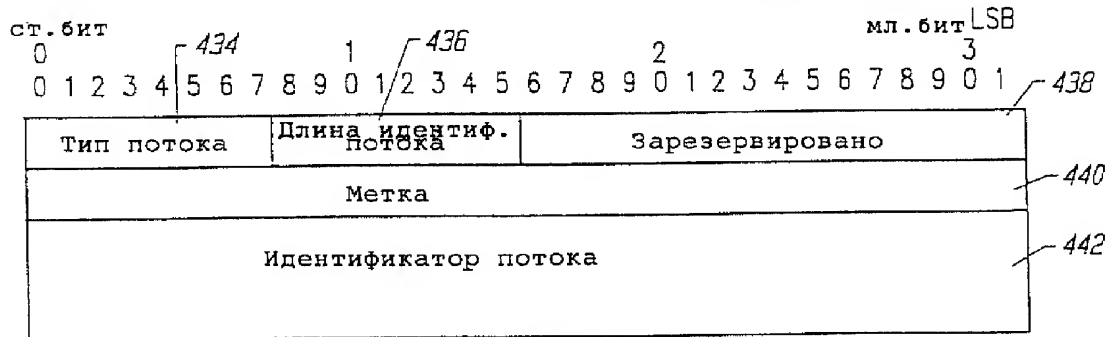 ст.бит мл.бит LSB
0 434 1 436 2 3
0 1 2 3 4 5 6 7 8 9 0 1 2 3 4 5 6 7 8 9 0 1 2 3 4 5 6 7 8 9 0 1 438
Тип потока Длина идентиф. потока Зарезервировано
Метка 440
Идентификатор потока 442